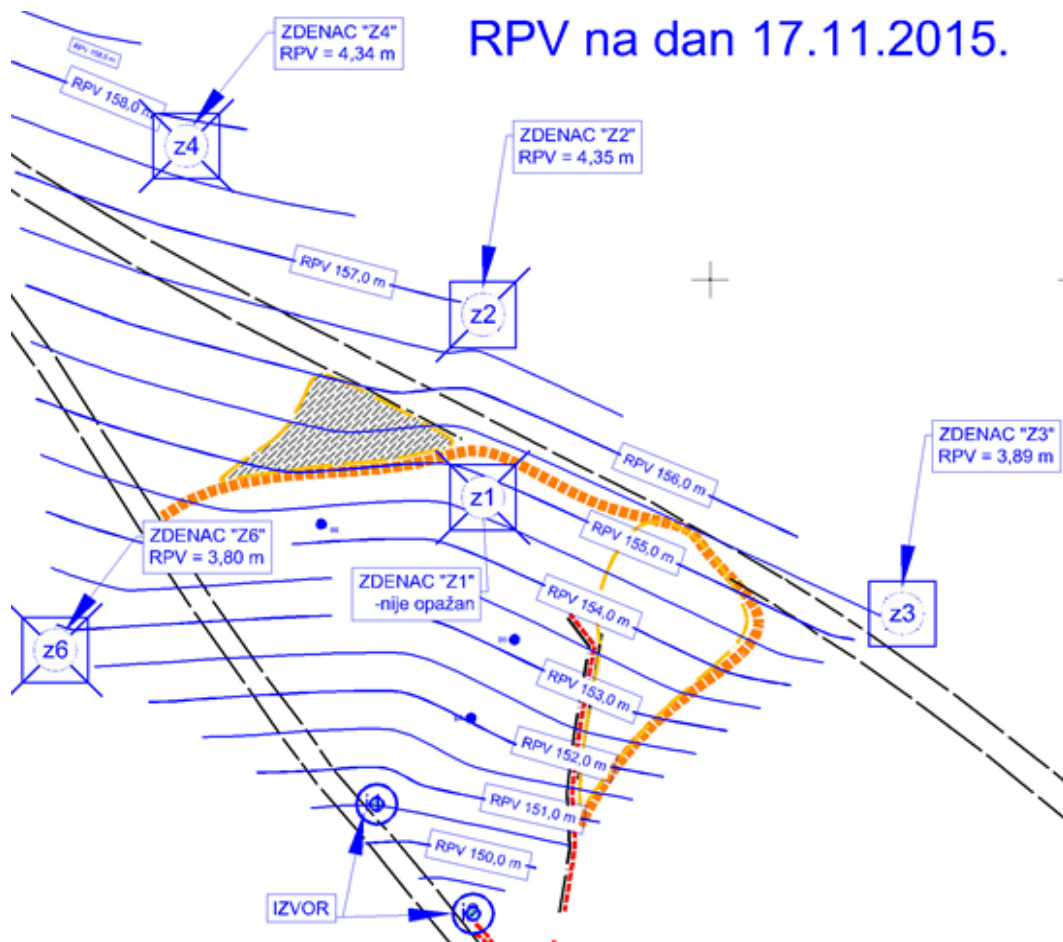 RPV na dan 17.11.2015.
ZDENAC "Z4"
RPV = 4,34 m
RPV 158,0 m
z4
ZDENAC "Z2"
RPV = 4,35 m
RPV 157,0 m
z2
ZDENAC "Z3"
RPV = 3,89 m
RPV 156,0 m
z1
RPV 155,0 m
ZDENAC "Z6"
RPV = 3,80 m
ZDENAC "Z1"
-nije opažan
RPV 154,0 m
z3
z6
RPV 153,0 m
RPV 152,0 m
RPV 151,0 m
RPV 150,0 m
IZVOR